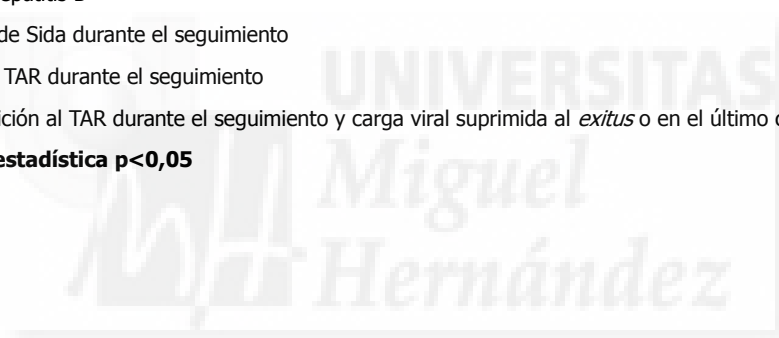 de Sida durante el seguimiento
TAR durante el seguimiento
ición al TAR durante el seguimiento y carga viral suprimida al exitus o en el último
estadística p<0,05
UNIVERSITAS
Miguel
Hernández